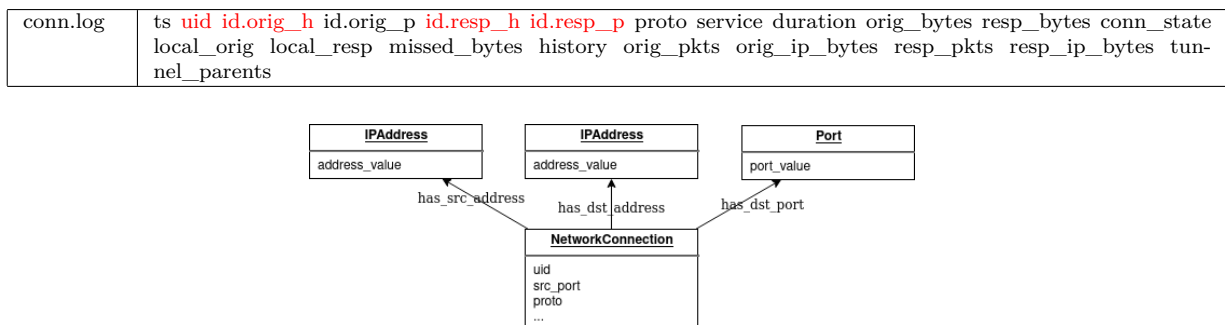 conn.log
ts uid id.orig_h id.orig_p id.resp_h id.resp_p proto service duration orig_bytes resp_bytes conn_state
local_orig local_resp missed_bytes history orig_pkts orig_ip_bytes resp_pkts resp_ip_bytes tun-
nel_parents
IPAddress
address_value
IPAddress
address_value
Port
port_value
has_src_address
has_dst_address
has_dst_port
NetworkConnection
uid
src_port
proto
...